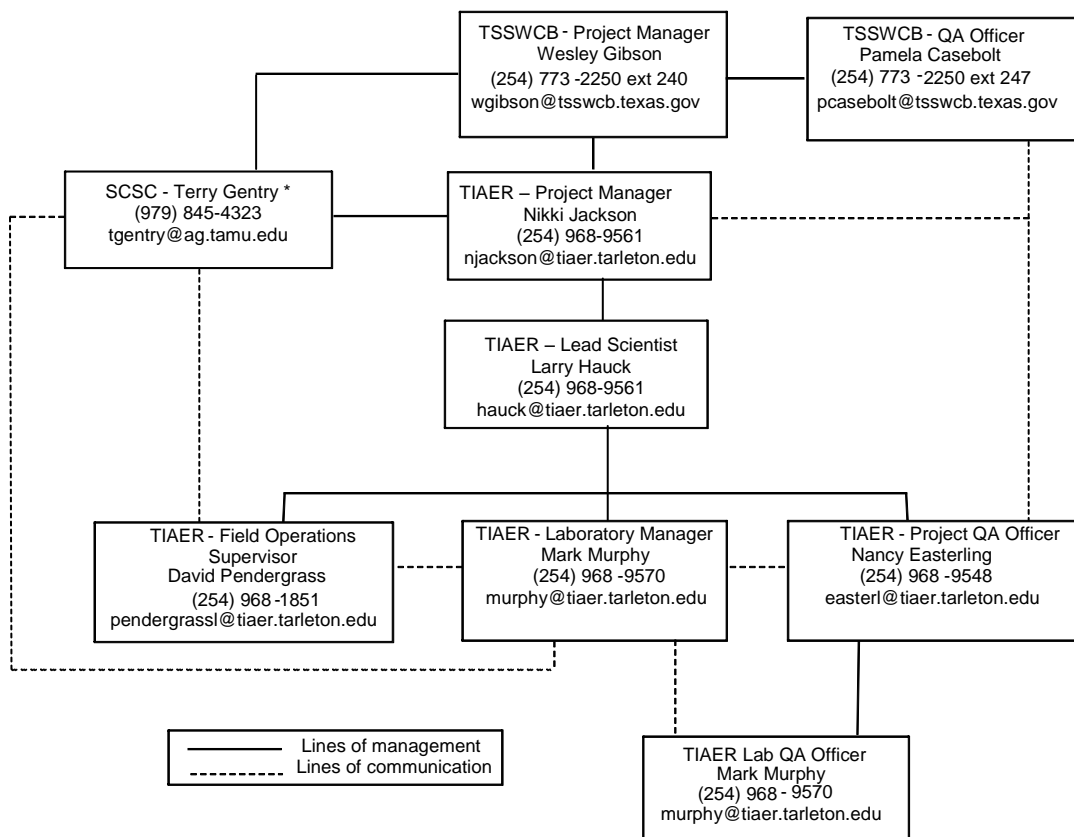 TSSWCB - Project Manager
Wesley Gibson
(254) 773 -2250 ext 240
wgibson@tsswcb.texas.gov
TSSWCB - QA Officer
Pamela Casebolt
(254) 773 -2250 ext 247
pcasebolt@tsswcb.texas.gov
SCSC - Terry Gentry *
(979) 845-4323
tgentry@ag.tamu.edu
TIAER – Project Manager
Nikki Jackson
(254) 968-9561
njackson@tiaer.tarleton.edu
TIAER – Lead Scientist
Larry Hauck
(254) 968-9561
hauck@tiaer.tarleton.edu
TIAER - Field Operations
Supervisor
David Pendergrass
(254) 968 -1851
pendergrassl@tiaer.tarleton.edu
TIAER - Laboratory Manager
Mark Murphy
(254) 968 -9570
murphy@tiaer.tarleton.edu
TIAER - Project QA Officer
Nancy Easterling
(254) 968 -9548
easterl@tiaer.tarleton.edu
Lines of management
Lines of communication
TIAER Lab QA Officer
Mark Murphy
(254) 968 - 9570
murphy@tiaer.tarleton.edu